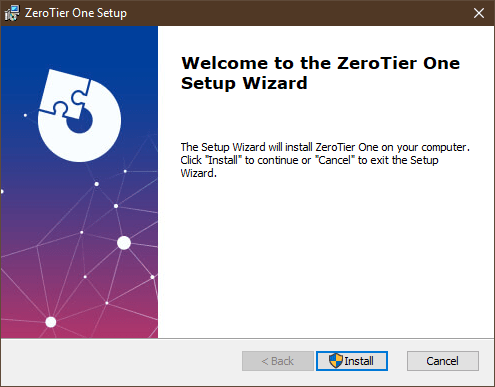 ZeroTier One Setup
Welcome to the ZeroTier One
Setup Wizard
The Setup Wizard will install ZeroTier One on your computer.
Click "Install" to continue or "Cancel" to exit the Setup
Wizard.
< Back
Install
Cancel